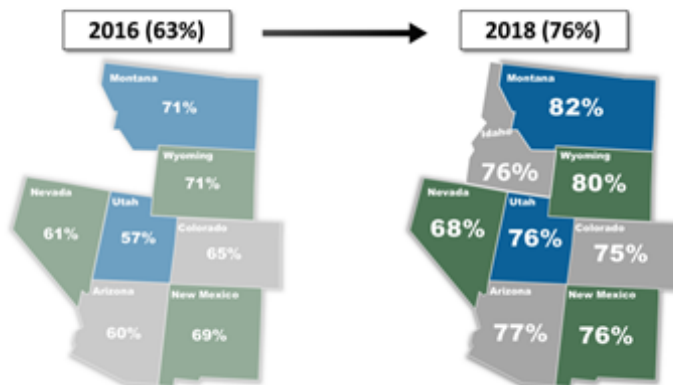 2016 (63%)
2018 (76%)
Montana
71%
Wyoming
71%
Nevada
61%
Utah
57%
Colorado
65%
Arizona
60%
New Mexico
69%
Montana
82%
Idaho
76%
Wyoming
80%
Nevada
68%
Utah
76%
Colorado
75%
Arizona
77%
New Mexico
76%